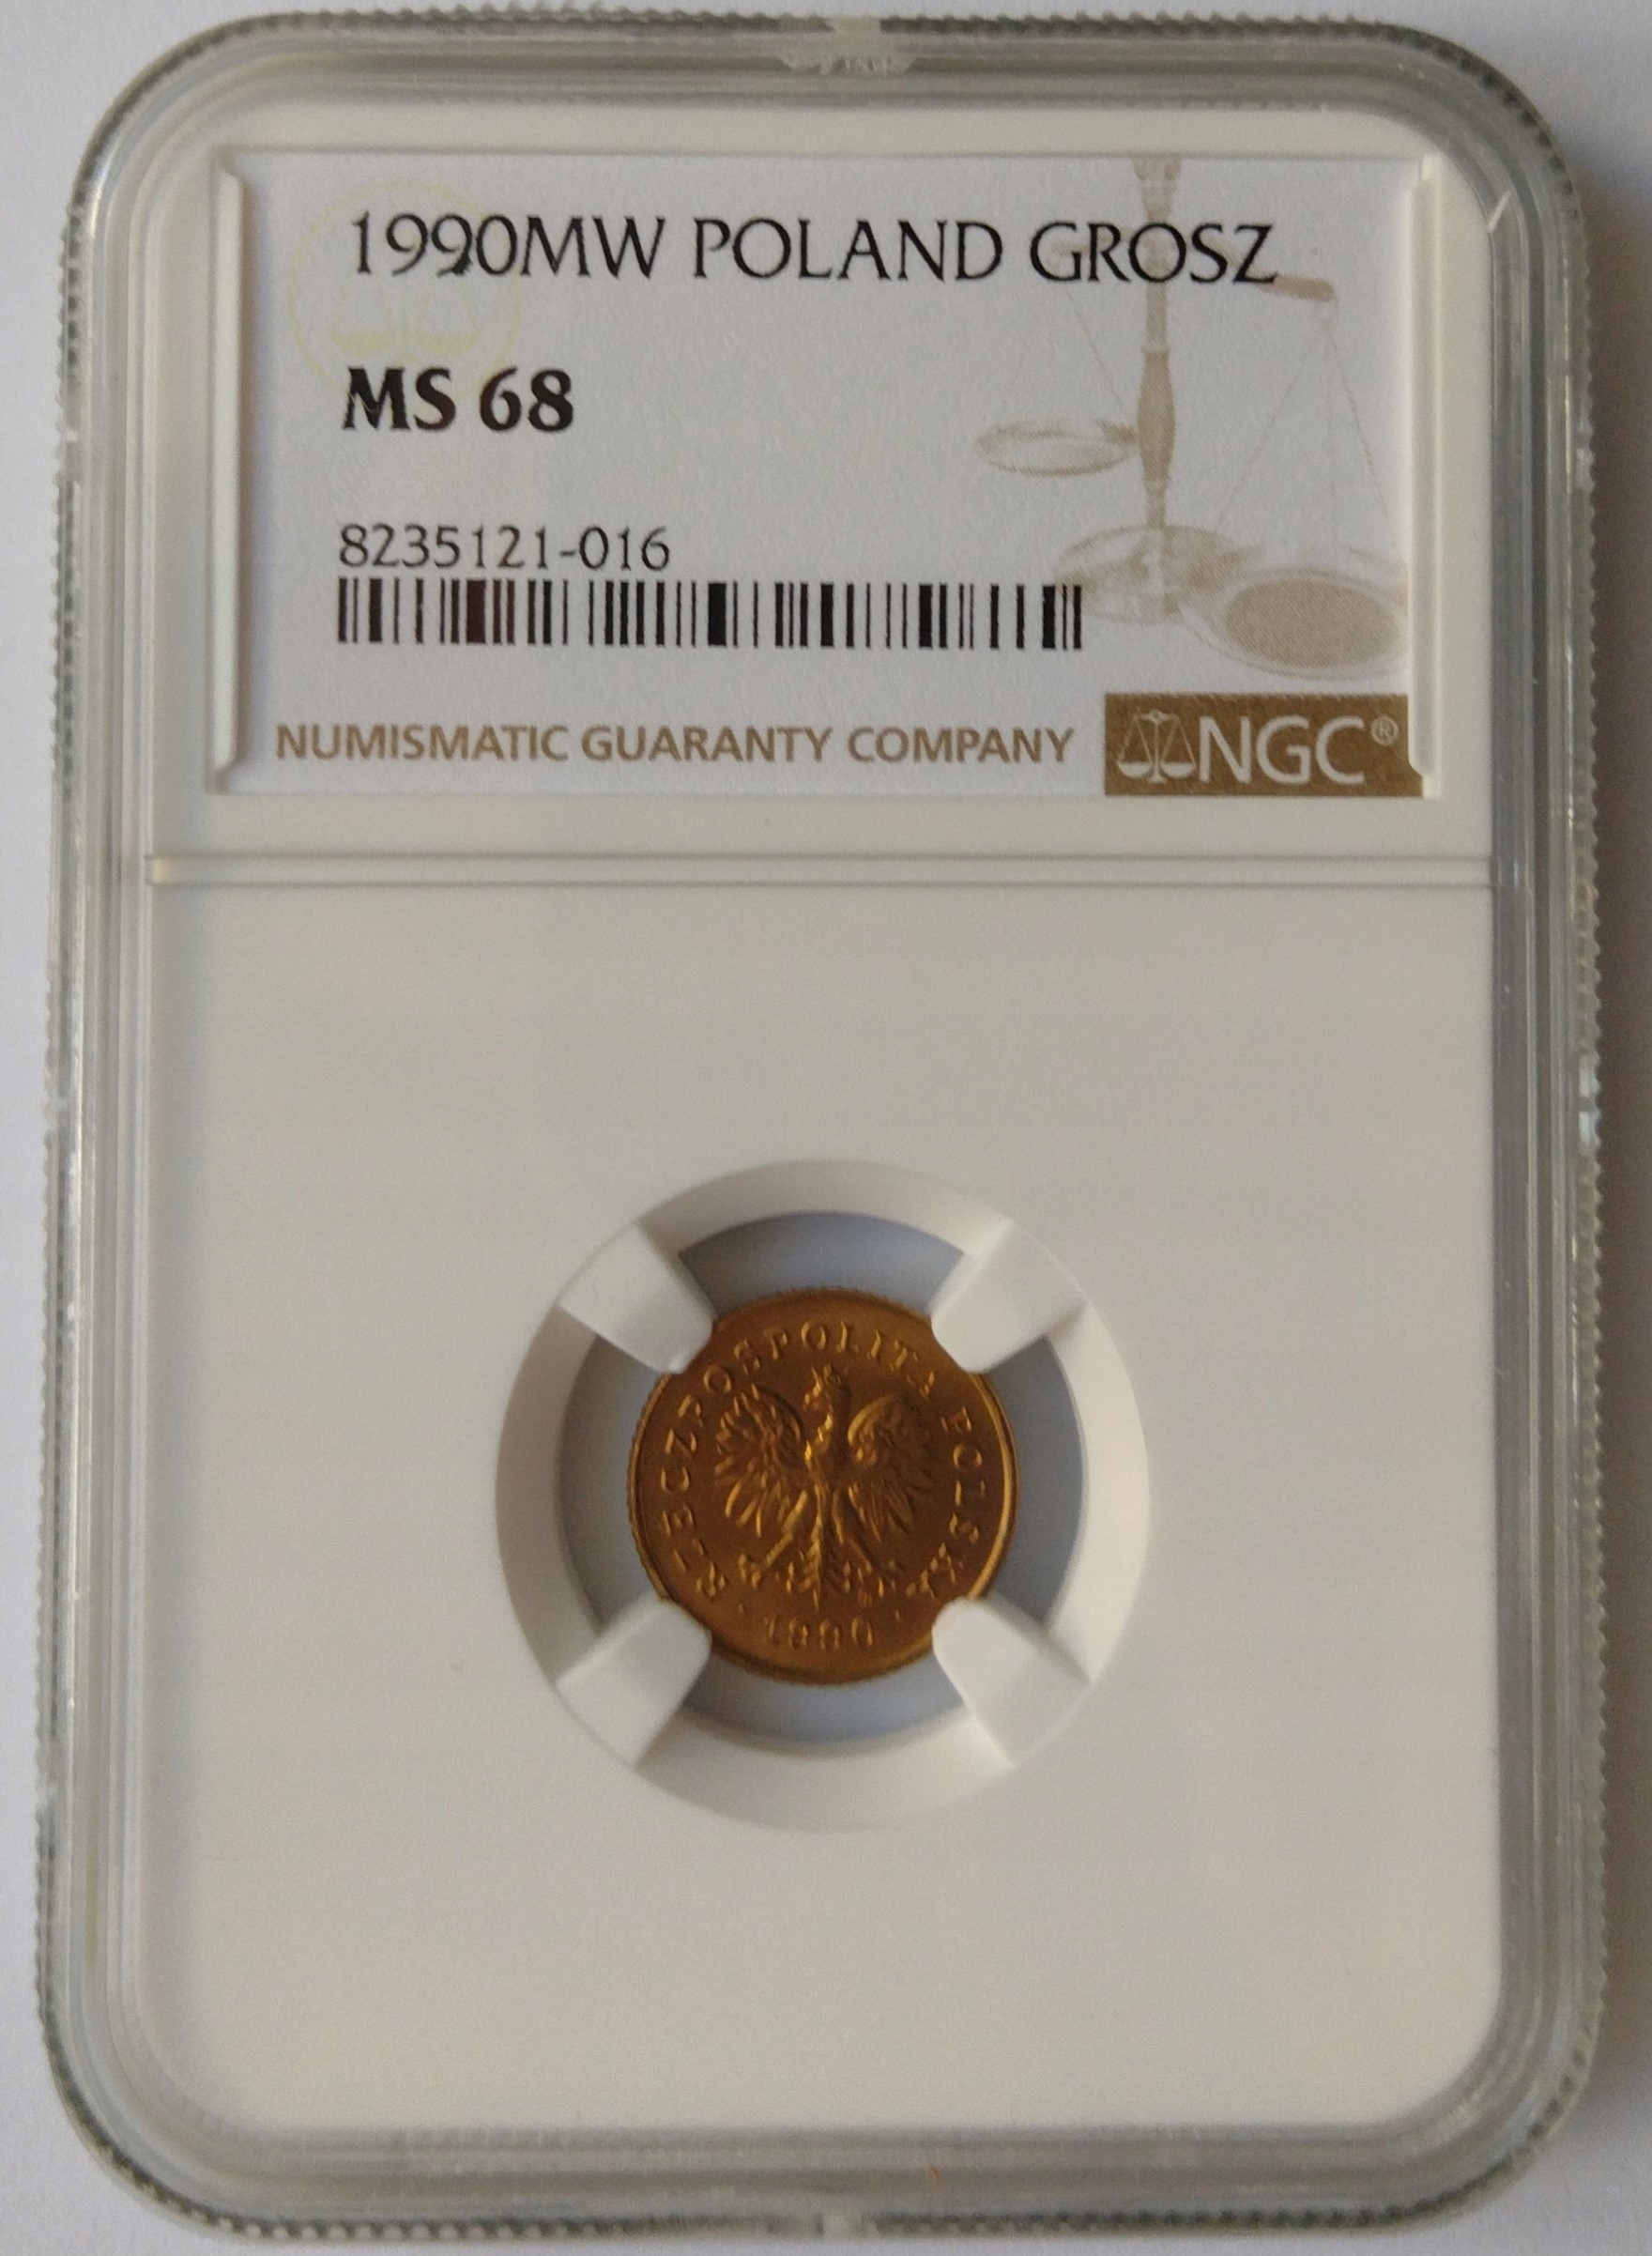 1990MW POLAND GROSZ
MS 68
8235121-016
NUMISMATIC GUARANTY COMPANY
NGC®
RZECZPOSPOLITA POLSKA
· 1990 ·